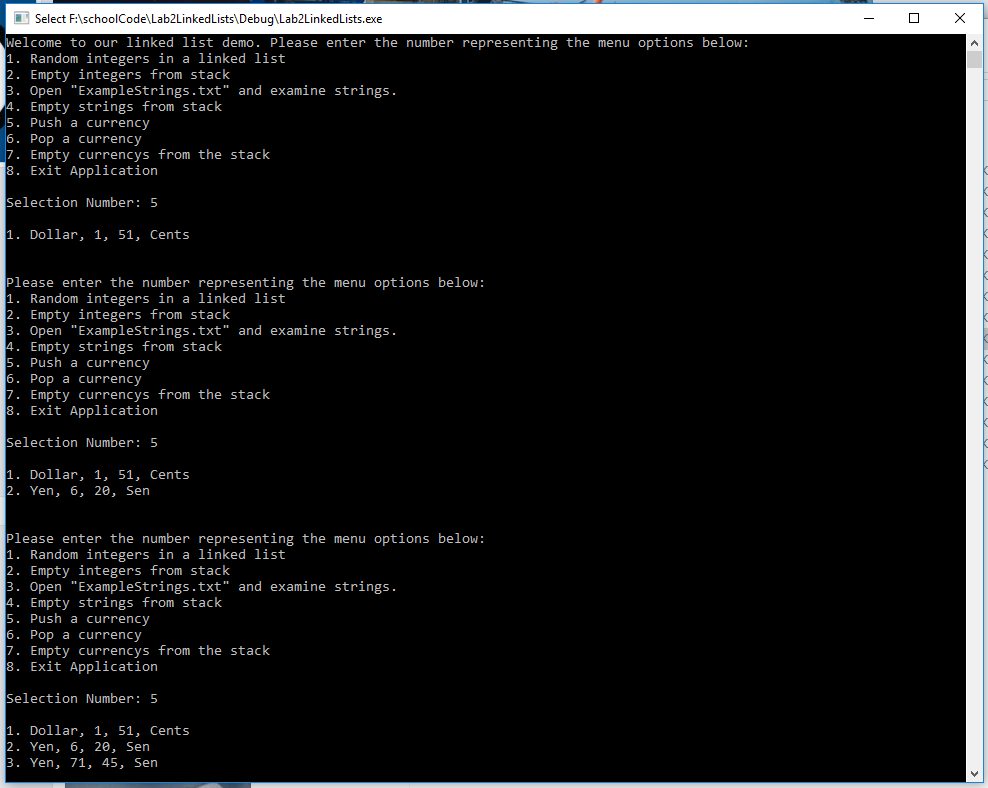 Select F:\schoolCode\Lab2LinkedLists\Debug\Lab2LinkedLists.exe
Welcome to our linked list demo. Please enter the number representing the menu options below:
1. Random integers in a linked list
2. Empty integers from stack
3. Open "ExampleStrings.txt" and examine strings.
4. Empty strings from stack
5. Push a currency
6. Pop a currency
7. Empty currencys from the stack
8. Exit Application
Selection Number: 5
1. Dollar, 1, 51, Cents
Please enter the number representing the menu options below:
1. Random integers in a linked list
2. Empty integers from stack
3. Open "ExampleStrings.txt" and examine strings.
4. Empty strings from stack
5. Push a currency
6. Pop a currency
7. Empty currencys from the stack
8. Exit Application
Selection Number: 5
1. Dollar, 1, 51, Cents
2. Yen, 6, 20, Sen
Please enter the number representing the menu options below:
1. Random integers in a linked list
2. Empty integers from stack
3. Open "ExampleStrings.txt" and examine strings.
4. Empty strings from stack
5. Push a currency
6. Pop a currency
7. Empty currencys from the stack
8. Exit Application
Selection Number: 5
1. Dollar, 1, 51, Cents
2. Yen, 6, 20, Sen
3. Yen, 71, 45, Sen